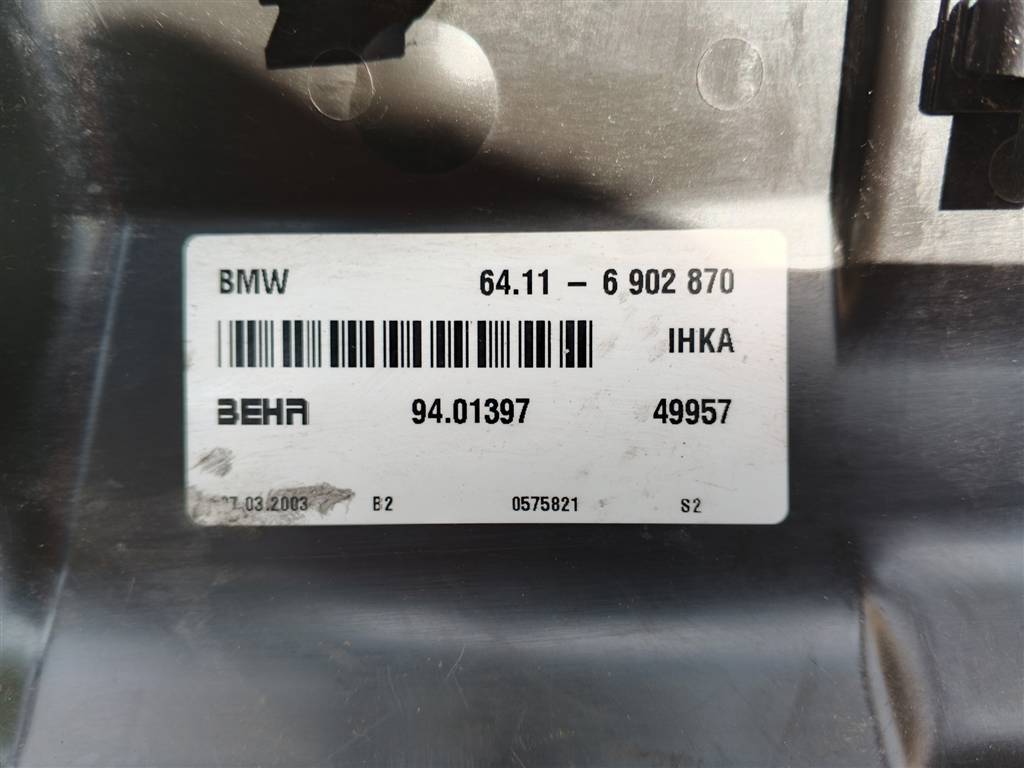 BMW 64.11 – 6 902 870
IHKA
BEHR 94.01397 49957
03.2003 B2 0575821 S2